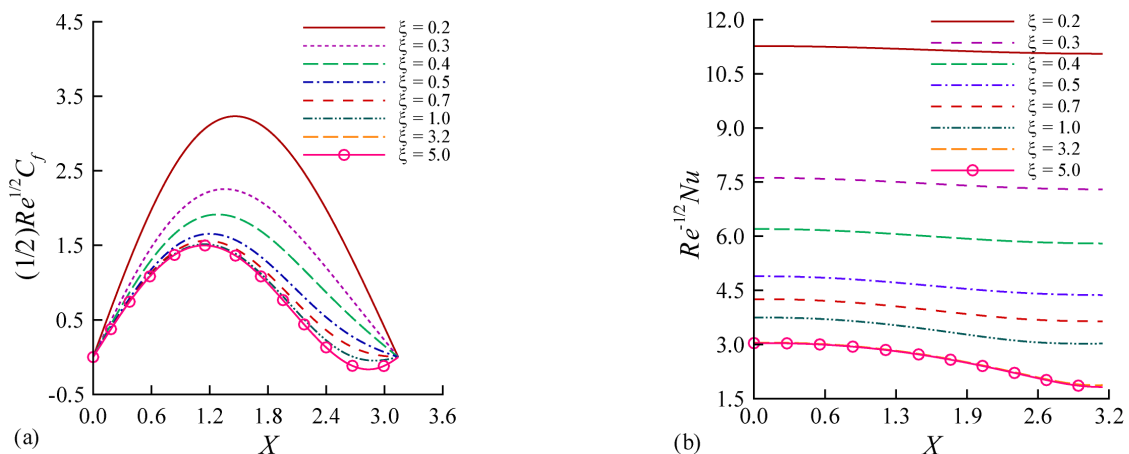 4.5
3.5
2.5
1.5
0.5
-0.5
(1/2)Re^{1/2}C_f
ξ = 0.2
ξ = 0.3
ξ = 0.4
ξ = 0.5
ξ = 0.7
ξ = 1.0
ξ = 3.2
ξ = 5.0
0.0 0.6 1.2 1.8 2.4 3.0 3.6
(a)
X
12.0
10.5
9.0
7.5
6.0
4.5
3.0
1.5
Re^{-1/2}Nu
ξ = 0.2
ξ = 0.3
ξ = 0.4
ξ = 0.5
ξ = 0.7
ξ = 1.0
ξ = 3.2
ξ = 5.0
0.0 0.6 1.3 1.9 2.6 3.2
(b)
X